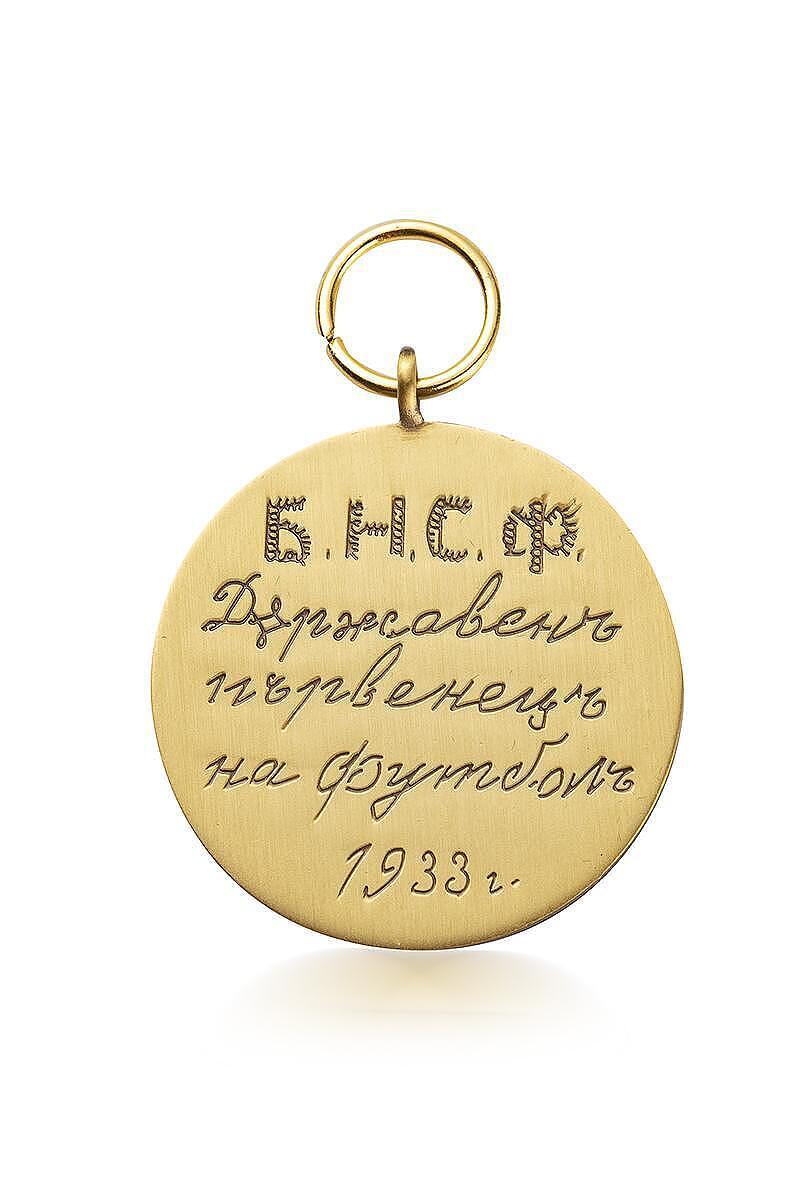 Б.Н.С.Ф.
Държавенъ
първенецъ
на футболъ
1933 г.